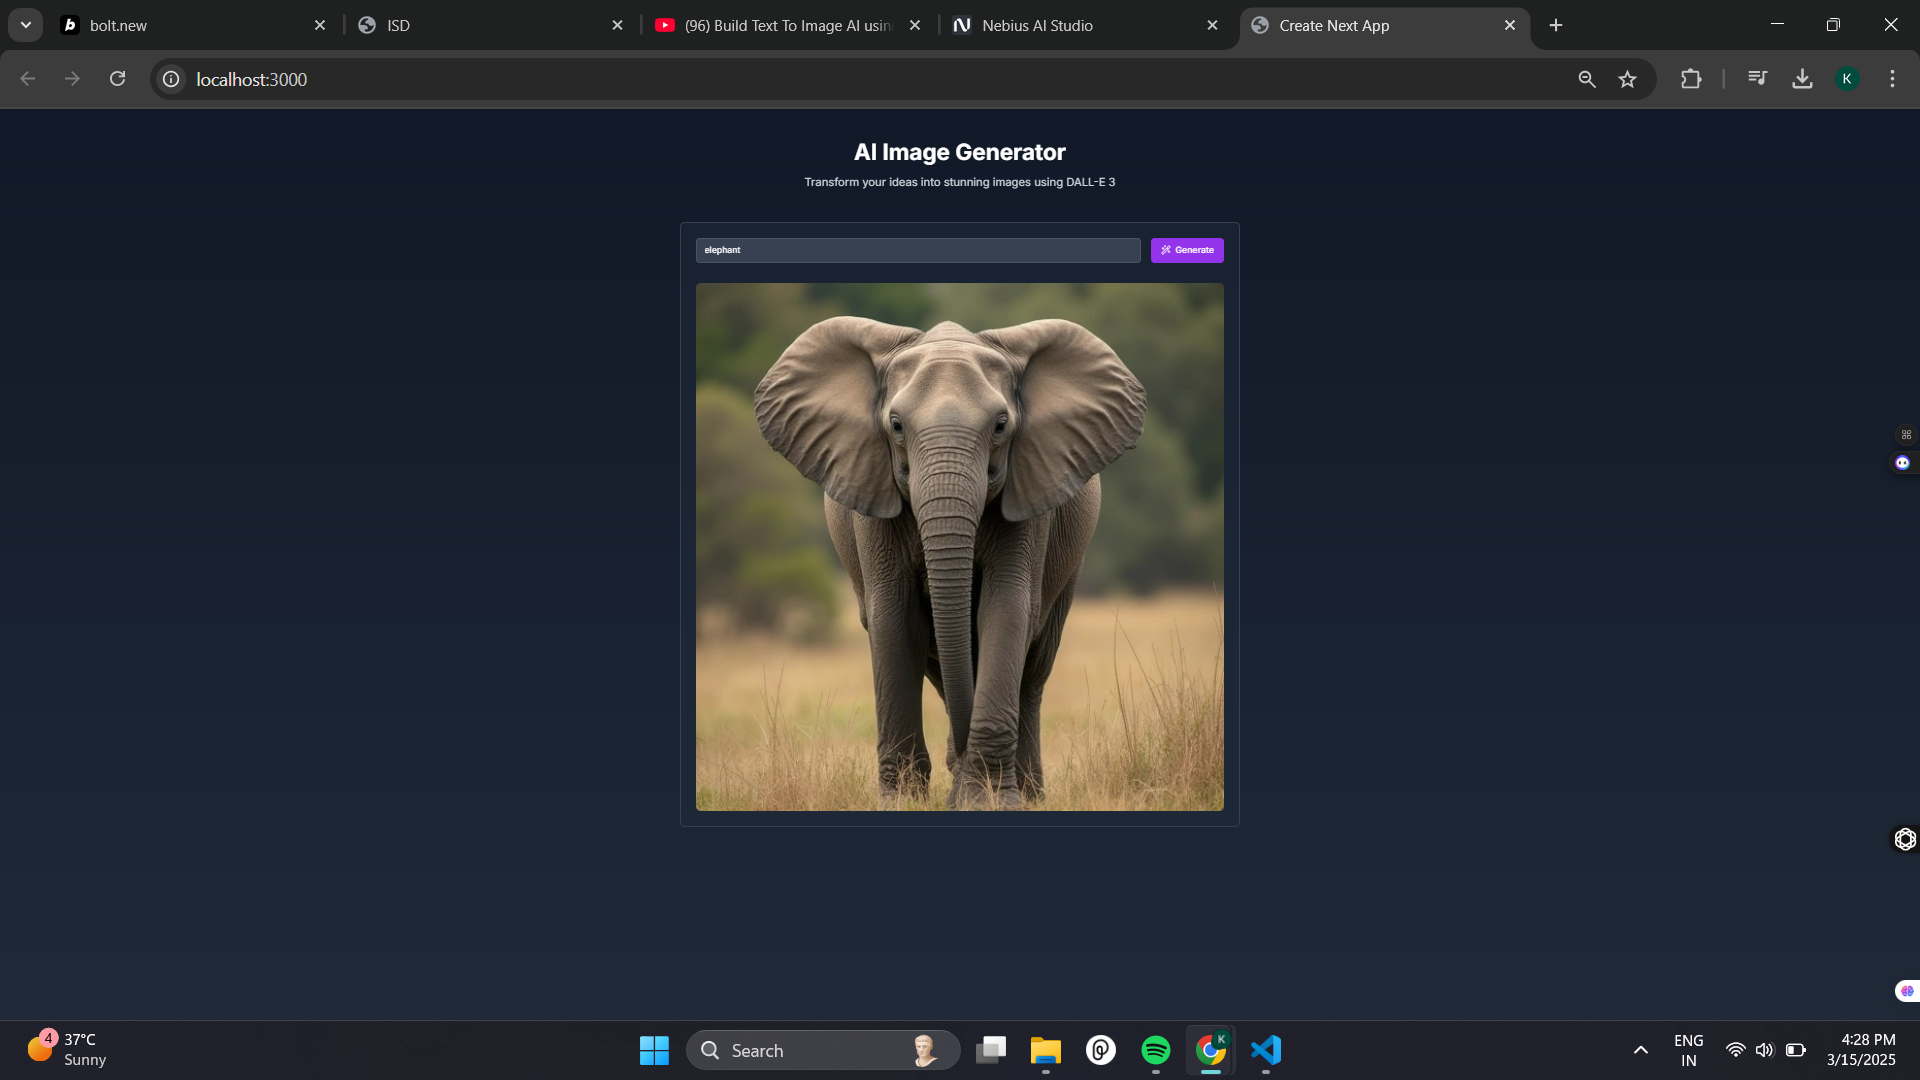 bolt.new
ISD
(96) Build Text To Image AI usin
Nebius AI Studio
Create Next App
localhost:3000
K
AI Image Generator
Transform your ideas into stunning images using DALL-E 3
elephant
Generate
4
37°C
Sunny
Search
K
ENG
IN
4:28 PM
3/15/2025